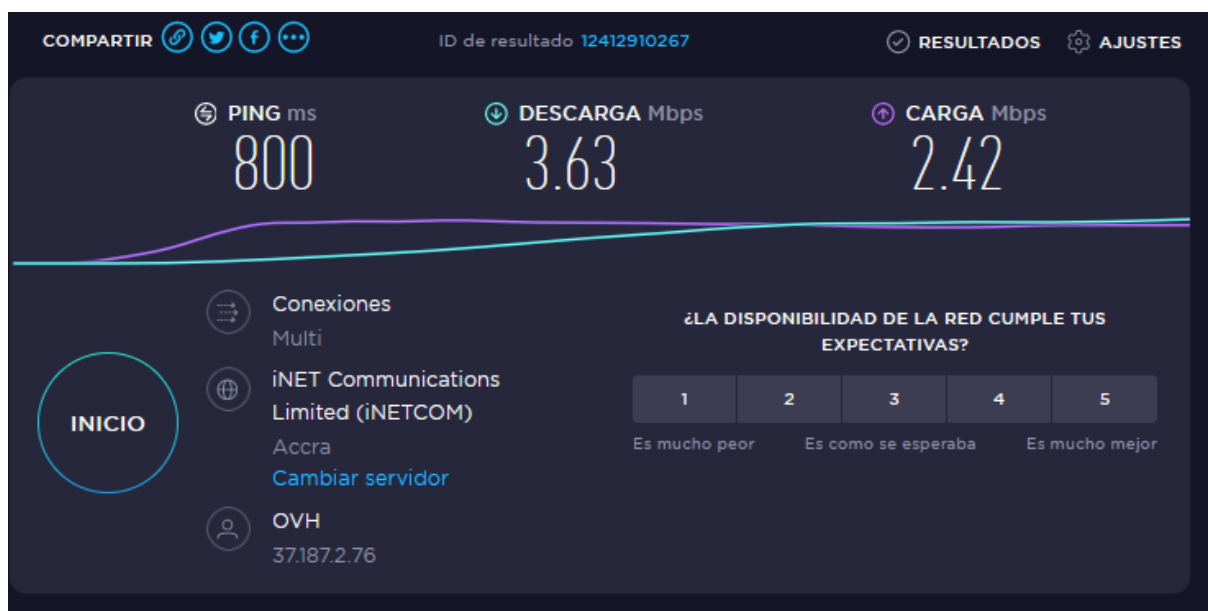 COMPARTIR
ID de resultado 12412910267
RESULTADOS
AJUSTES
PING ms
800
DESCARGA Mbps
3.63
CARGA Mbps
2.42
INICIO
Conexiones
Multi
iNET Communications
Limited (iNETCOM)
Accra
Cambiar servidor
OVH
37.187.2.76
¿LA DISPONIBILIDAD DE LA RED CUMPLE TUS
EXPECTATIVAS?
1 2 3 4 5
Es mucho peor Es como se esperaba Es mucho mejor